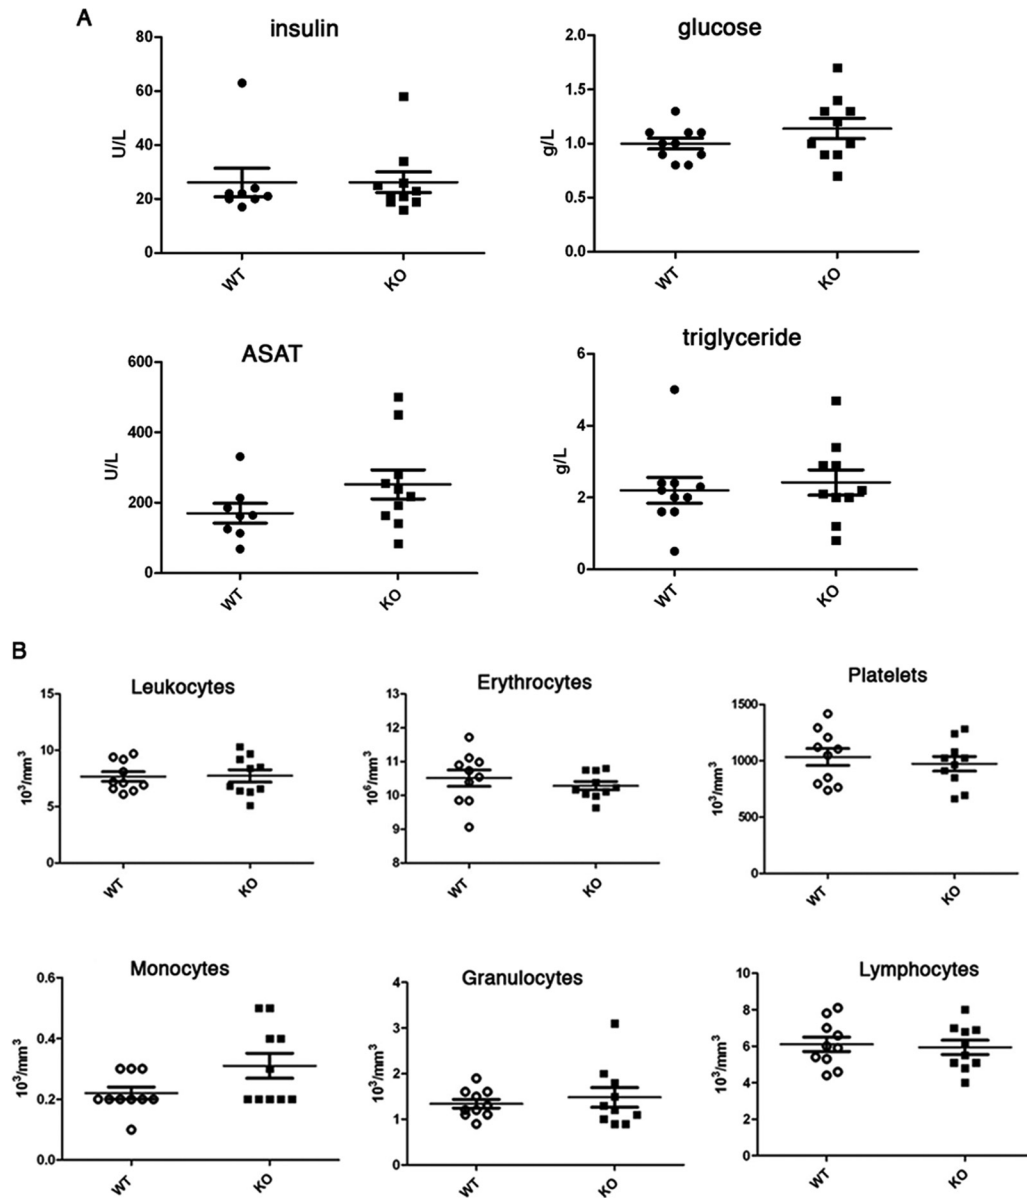 A
insulin
U/L
80
60
40
20
0
WT
KO
glucose
g/L
2.0
1.5
1.0
0.5
0.0
WT
KO
ASAT
U/L
600
400
200
0
WT
KO
triglyceride
g/L
6
4
2
0
WT
KO
B
Leukocytes
10³/mm³
15
10
5
0
WT
KO
Erythrocytes
10⁶/mm³
13
12
11
10
9
8
WT
KO
Platelets
10³/mm³
1500
1000
500
0
WT
KO
Monocytes
10³/mm³
0.6
0.4
0.2
0.0
WT
KO
Granulocytes
10³/mm³
4
3
2
1
0
WT
KO
Lymphocytes
10³/mm³
10
8
6
4
2
0
WT
KO